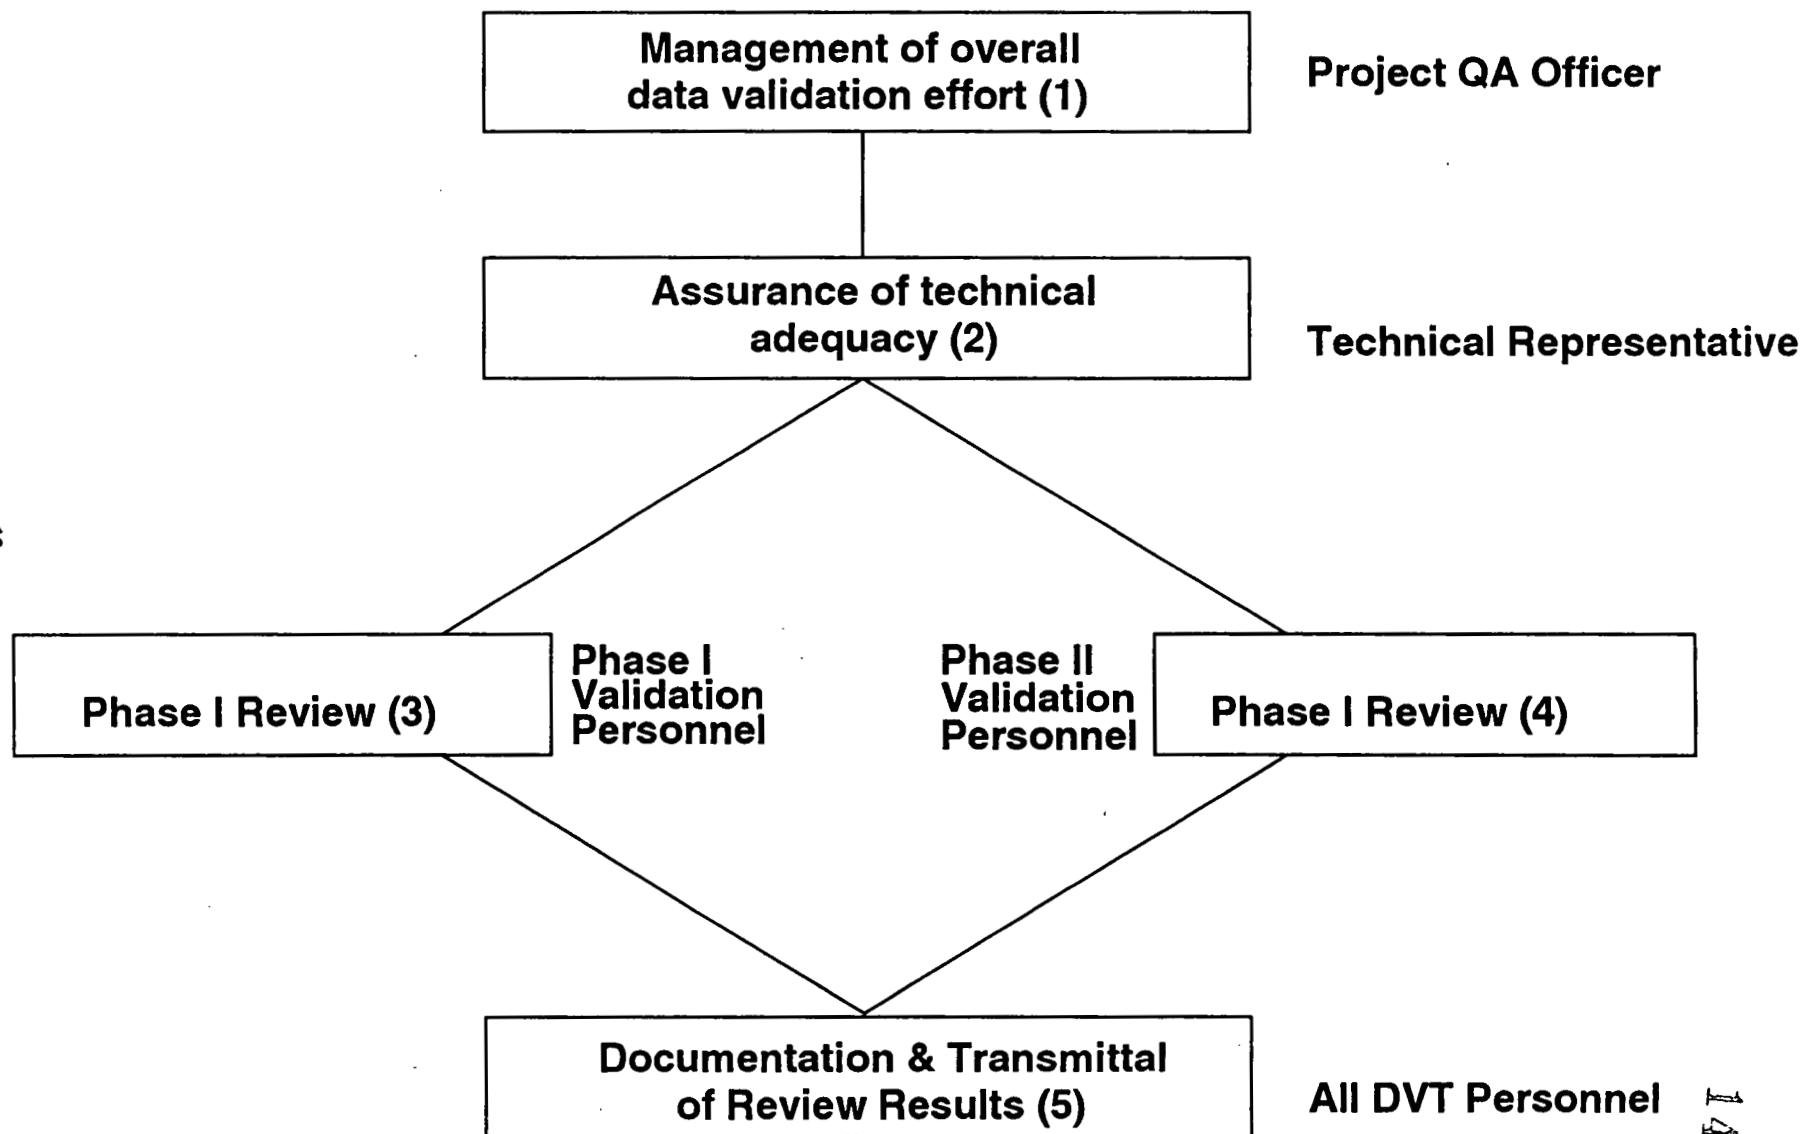 Management of overall
data validation effort (1)
Project QA Officer
Assurance of technical
adequacy (2)
Technical Representative
Phase I Review (3)
Phase I
Validation
Personnel
Phase II
Validation
Personnel
Phase I Review (4)
Documentation & Transmittal
of Review Results (5)
All DVT Personnel